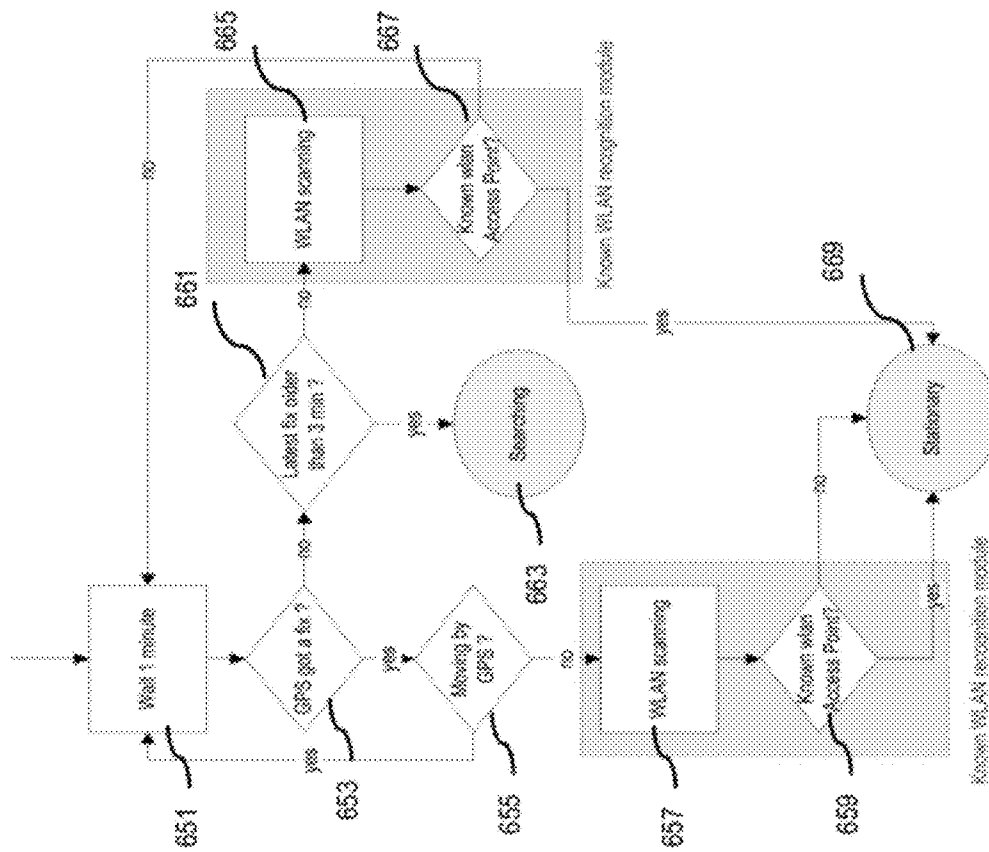 Wait 1 minute
651
GPS got a fix ?
653
no
yes
Moving by
GPS ?
655
yes
no
WLAN scanning
657
Known wlan
Access Point?
659
no
yes
Known WLAN recognition module
Latest fix older
than 3 min ?
661
no
yes
Searching
663
WLAN scanning
665
Known wlan
Access Point?
667
no
yes
Known WLAN recognition module
Stationary
669